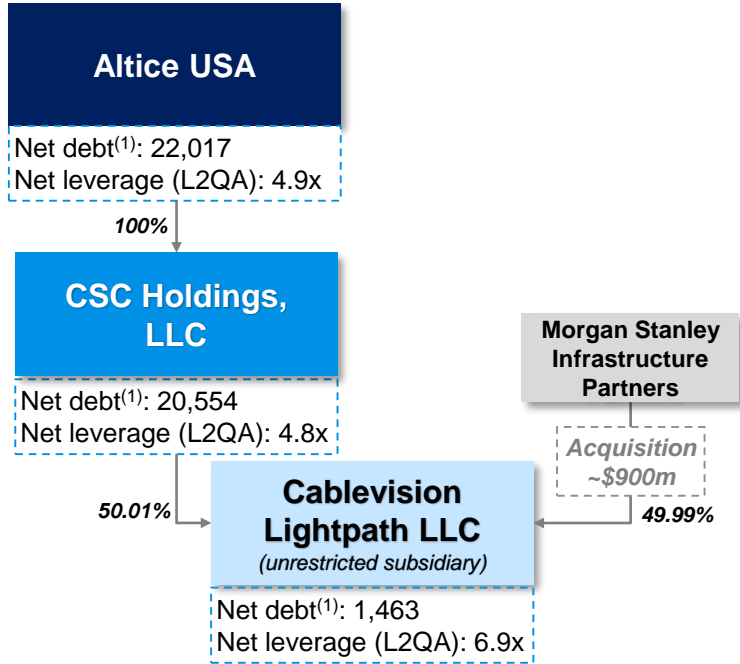 Altice USA
Net debt(1): 22,017
Net leverage (L2QA): 4.9x
100%
CSC Holdings,
LLC
Net debt(1): 20,554
Net leverage (L2QA): 4.8x
Morgan Stanley
Infrastructure
Partners
Acquisition
~$900m
50.01%
49.99%
Cablevision
Lightpath LLC
(unrestricted subsidiary)
Net debt(1): 1,463
Net leverage (L2QA): 6.9x